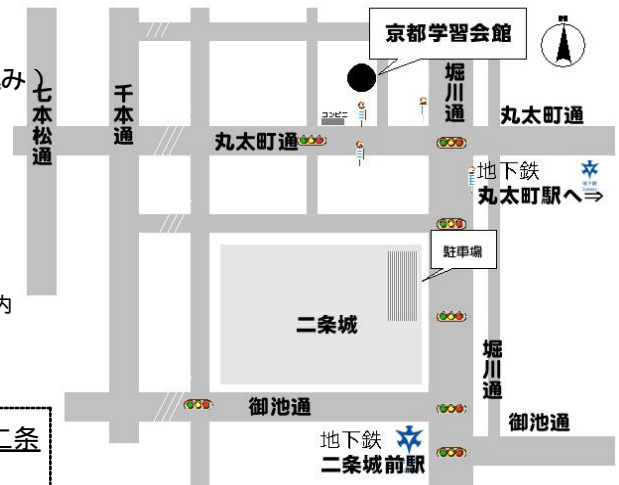 N
京都学習会館
み）
七本松通
千本通
堀川通
コンビニ
丸太町通
丸太町通
地下鉄
丸太町駅へ⇒
駐車場
内
二条城
堀川通
御池通
御池通
二条
地下鉄
二条城前駅